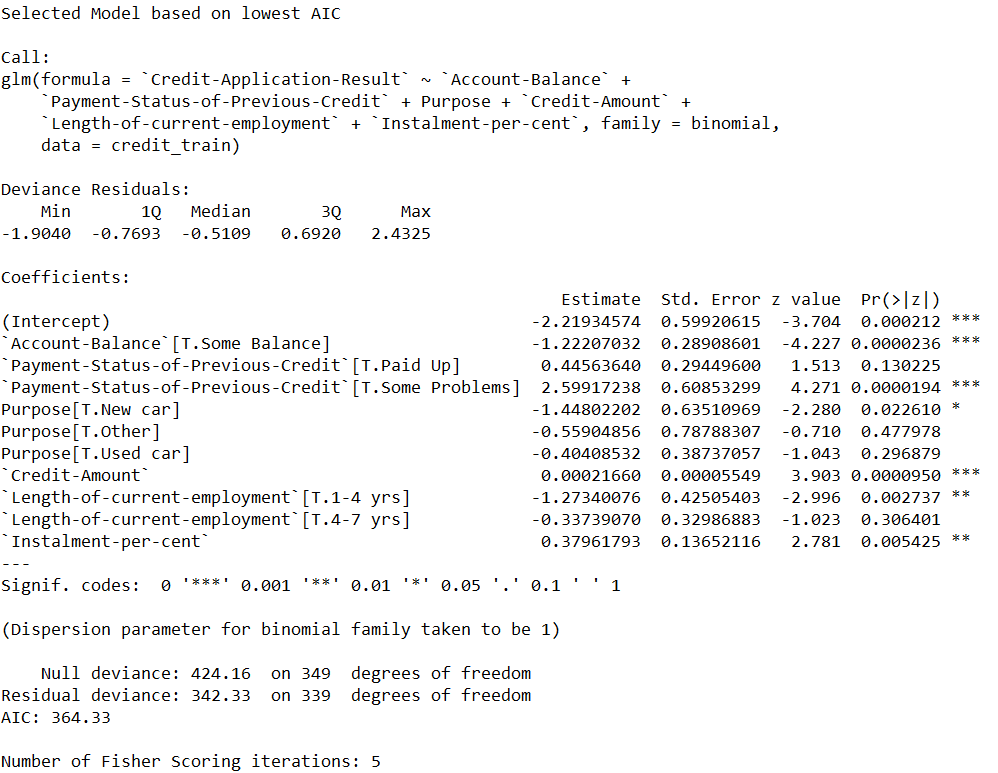 Selected Model based on lowest AIC
Call:
glm(formula = `Credit-Application-Result` ~ `Account-Balance` +
`Payment-Status-of-Previous-Credit` + Purpose + `Credit-Amount` +
`Length-of-current-employment` + `Instalment-per-cent`, family = binomial,
data = credit_train)
Deviance Residuals:
Min 1Q Median 3Q Max
-1.9040 -0.7693 -0.5109 0.6920 2.4325
Coefficients:
Estimate Std. Error z value Pr(>|z|)
(Intercept) -2.21934574 0.59920615 -3.704 0.000212 ***
`Account-Balance`[T.Some Balance] -1.22207032 0.28908601 -4.227 0.0000236 ***
`Payment-Status-of-Previous-Credit`[T.Paid Up] 0.44563640 0.29449600 1.513 0.130225
`Payment-Status-of-Previous-Credit`[T.Some Problems] 2.59917238 0.60853299 4.271 0.0000194 ***
Purpose[T.New car] -1.44802202 0.63510969 -2.280 0.022610 *
Purpose[T.Other] -0.55904856 0.78788307 -0.710 0.477978
Purpose[T.Used car] -0.40408532 0.38737057 -1.043 0.296879
`Credit-Amount` 0.00021660 0.00005549 3.903 0.0000950 ***
`Length-of-current-employment`[T.1-4 yrs] -1.27340076 0.42505403 -2.996 0.002737 **
`Length-of-current-employment`[T.4-7 yrs] -0.33739070 0.32986883 -1.023 0.306401
`Instalment-per-cent` 0.37961793 0.13652116 2.781 0.005425 **
---
Signif. codes: 0 '***' 0.001 '**' 0.01 '*' 0.05 '.' 0.1 ' ' 1
(Dispersion parameter for binomial family taken to be 1)
Null deviance: 424.16 on 349 degrees of freedom
Residual deviance: 342.33 on 339 degrees of freedom
AIC: 364.33
Number of Fisher Scoring iterations: 5